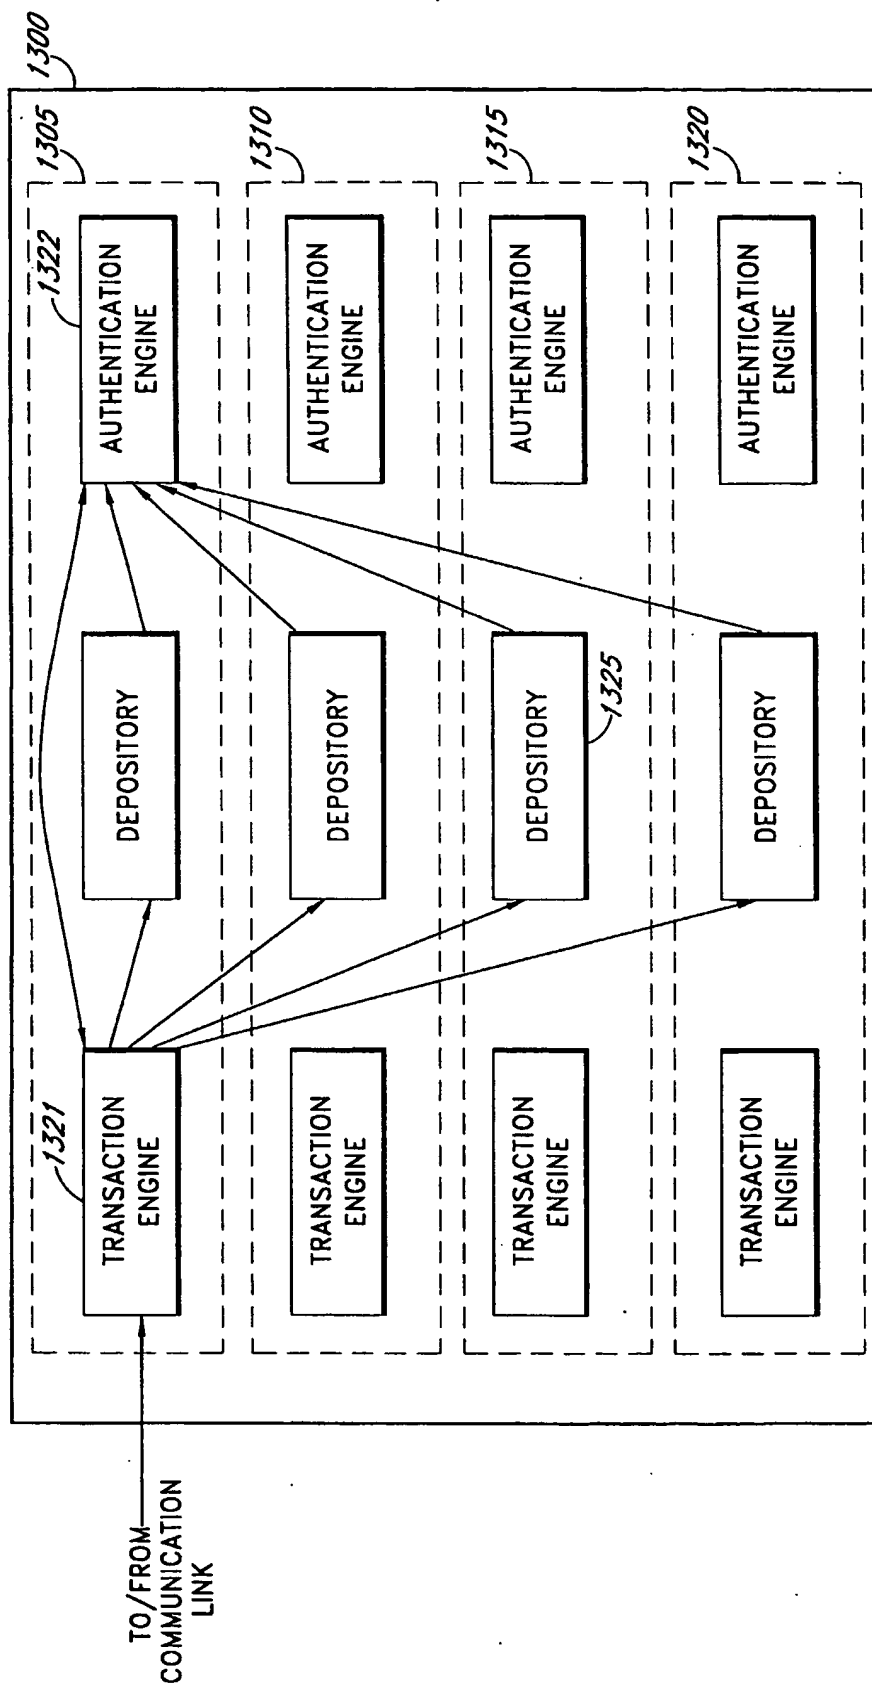 1300
1305
1322
TO/FROM
COMMUNICATION
LINK
1321
TRANSACTION
ENGINE
DEPOSITORY
AUTHENTICATION
ENGINE
1310
TRANSACTION
ENGINE
DEPOSITORY
AUTHENTICATION
ENGINE
1315
TRANSACTION
ENGINE
DEPOSITORY
1325
AUTHENTICATION
ENGINE
1320
TRANSACTION
ENGINE
DEPOSITORY
AUTHENTICATION
ENGINE